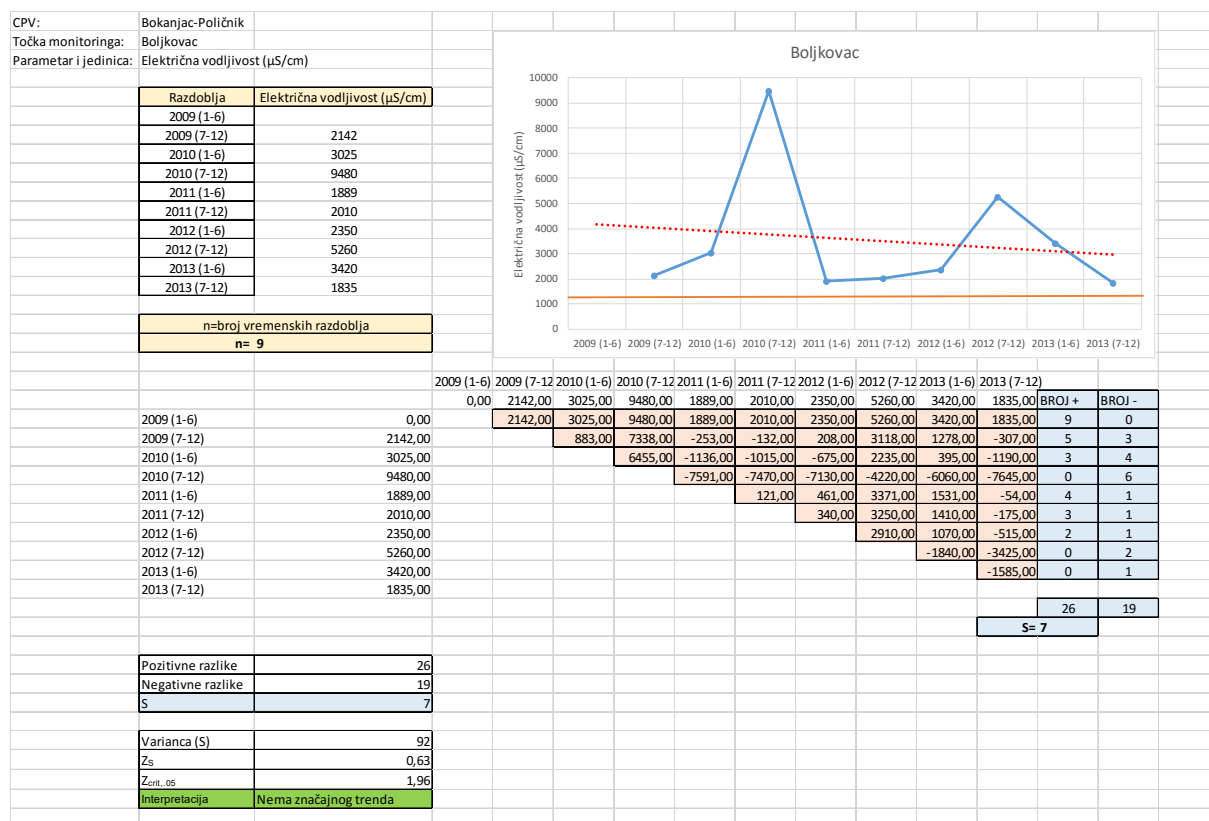 CPV: Bokanjac-Poličnik
Točka monitoringa: Boljkovac
Parametar i jedinica: Električna vodljivost (µS/cm)
Razdoblja Električna vodljivost (µS/cm)
2009 (1-6)
2009 (7-12) 2142
2010 (1-6) 3025
2010 (7-12) 9480
2011 (1-6) 1889
2011 (7-12) 2010
2012 (1-6) 2350
2012 (7-12) 5260
2013 (1-6) 3420
2013 (7-12) 1835
n=broj vremenskih razdoblja
n= 9
Boljkovac
Električna vodljivost (µS/cm)
10000
9000
8000
7000
6000
5000
4000
3000
2000
1000
0
2009 (1-6) 2009 (7-12) 2010 (1-6) 2010 (7-12) 2011 (1-6) 2011 (7-12) 2012 (1-6) 2012 (7-12) 2013 (1-6) 2013 (7-12)
2009 (1-6) 2009 (7-12 2010 (1-6) 2010 (7-12 2011 (1-6) 2011 (7-12 2012 (1-6) 2012 (7-12 2013 (1-6) 2013 (7-12)
0,00 2142,00 3025,00 9480,00 1889,00 2010,00 2350,00 5260,00 3420,00 1835,00 BROJ + BROJ -
2009 (1-6) 0,00 2142,00 3025,00 9480,00 1889,00 2010,00 2350,00 5260,00 3420,00 1835,00 9 0
2009 (7-12) 2142,00 883,00 7338,00 -253,00 -132,00 208,00 3118,00 1278,00 -307,00 5 3
2010 (1-6) 3025,00 6455,00 -1136,00 -1015,00 -675,00 2235,00 395,00 -1190,00 3 4
2010 (7-12) 9480,00 -7591,00 -7470,00 -7130,00 -4220,00 -6060,00 -7645,00 0 6
2011 (1-6) 1889,00 121,00 461,00 3371,00 1531,00 -54,00 4 1
2011 (7-12) 2010,00 340,00 3250,00 1410,00 -175,00 3 1
2012 (1-6) 2350,00 2910,00 1070,00 -515,00 2 1
2012 (7-12) 5260,00 -1840,00 -3425,00 0 2
2013 (1-6) 3420,00 -1585,00 0 1
2013 (7-12) 1835,00
26 19
S= 7
Pozitivne razlike 26
Negativne razlike 19
S 7
Varianca (S) 92
ZS 0,63
Zcrit,.05 1,96
Interpretacija Nema značajnog trenda